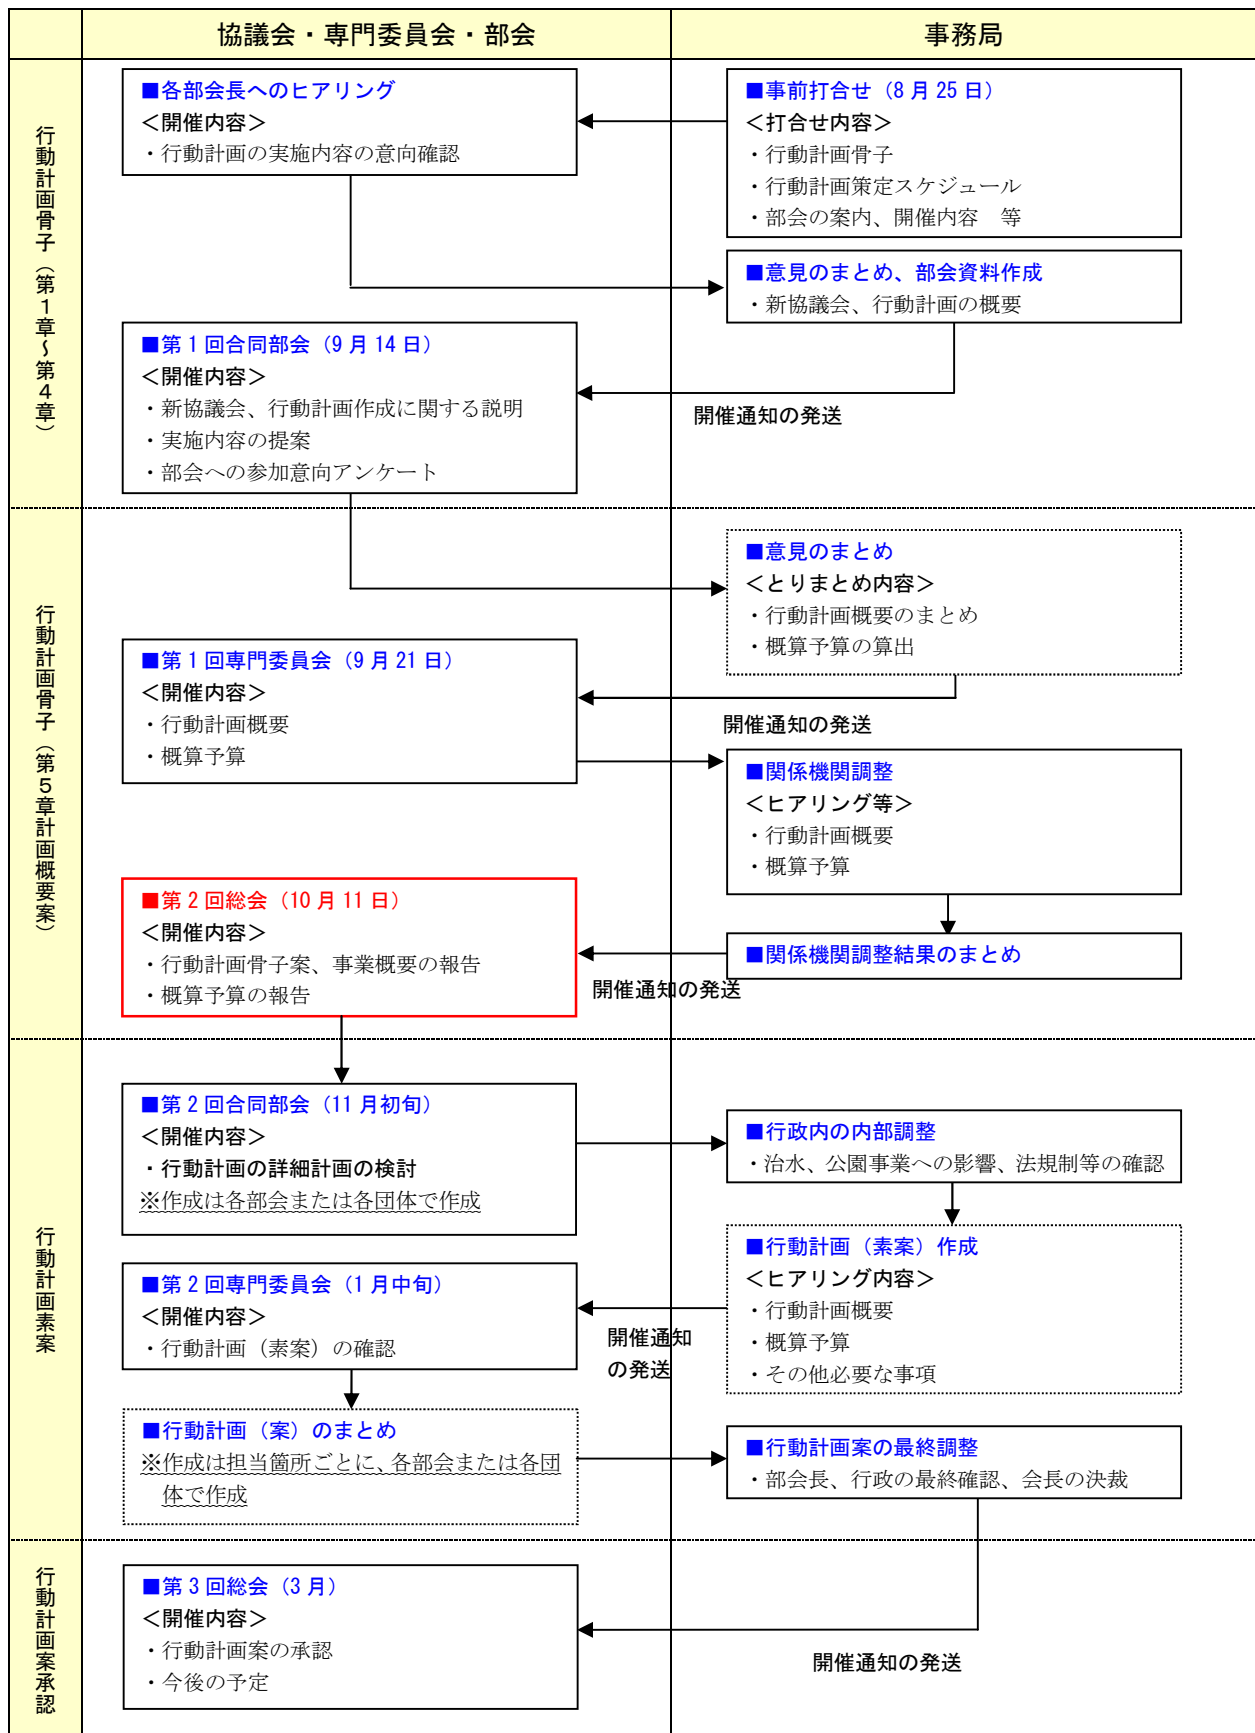 協議会・専門委員会・部会
事務局
行動計画骨子（第１章～第４章）
■各部会長へのヒアリング
＜開催内容＞
・行動計画の実施内容の意向確認
■事前打合せ（8 月 25 日）
＜打合せ内容＞
・行動計画骨子
・行動計画策定スケジュール
・部会の案内、開催内容　等
■意見のまとめ、部会資料作成
・新協議会、行動計画の概要
■第 1 回合同部会（9 月 14 日）
＜開催内容＞
・新協議会、行動計画作成に関する説明
・実施内容の提案
・部会への参加意向アンケート
開催通知の発送
行動計画骨子（第５章計画概要案）
■意見のまとめ
＜とりまとめ内容＞
・行動計画概要のまとめ
・概算予算の算出
■第 1 回専門委員会（9 月 21 日）
＜開催内容＞
・行動計画概要
・概算予算
開催通知の発送
■関係機関調整
＜ヒアリング等＞
・行動計画概要
・概算予算
■第 2 回総会（10 月 11 日）
＜開催内容＞
・行動計画骨子案、事業概要の報告
・概算予算の報告
■関係機関調整結果のまとめ
開催通知の発送
行動計画素案
■第 2 回合同部会（11 月初旬）
＜開催内容＞
・行動計画の詳細計画の検討
※作成は各部会または各団体で作成
■行政内の内部調整
・治水、公園事業への影響、法規制等の確認
■行動計画（素案）作成
＜ヒアリング内容＞
・行動計画概要
・概算予算
・その他必要な事項
■第 2 回専門委員会（1 月中旬）
＜開催内容＞
・行動計画（素案）の確認
開催通知
の発送
■行動計画（案）のまとめ
※作成は担当箇所ごとに、各部会または各団
体で作成
■行動計画案の最終調整
・部会長、行政の最終確認、会長の決裁
行動計画案承認
■第 3 回総会（3 月）
＜開催内容＞
・行動計画案の承認
・今後の予定
開催通知の発送